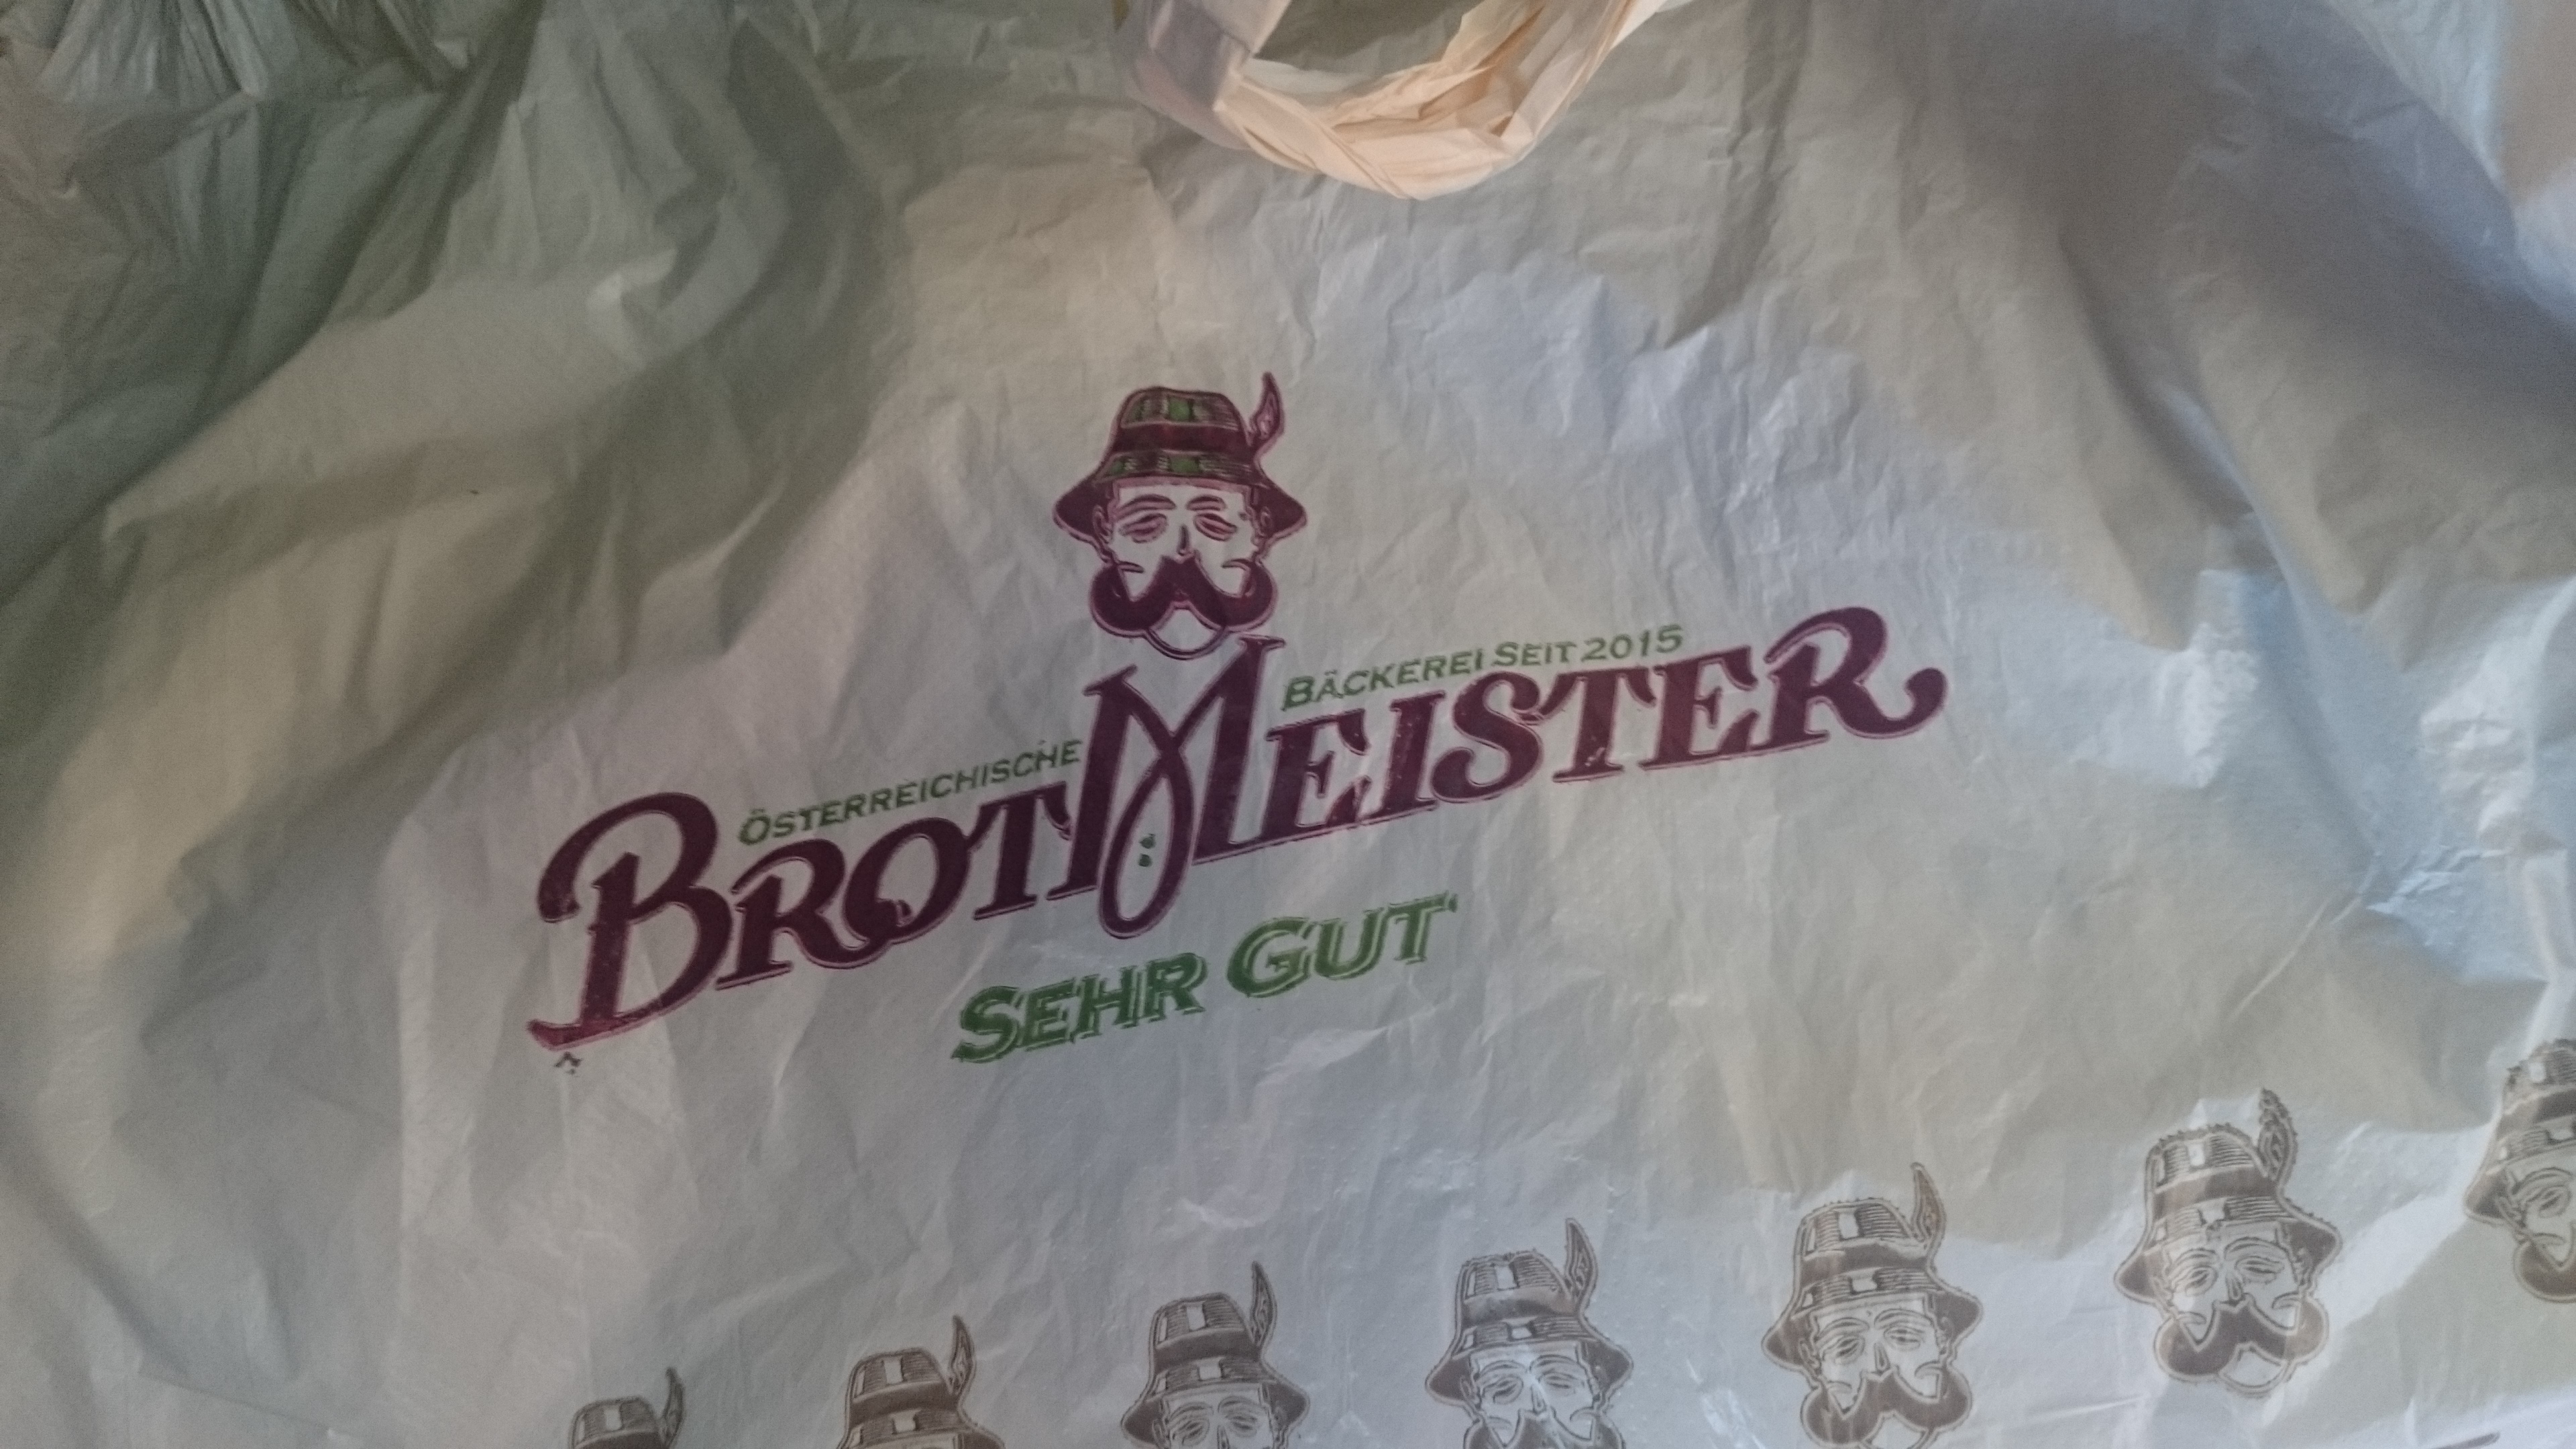 ÖSTERREICHISCHE BÄCKEREI SEIT 2015
BROTMEISTER
SEHR GUT